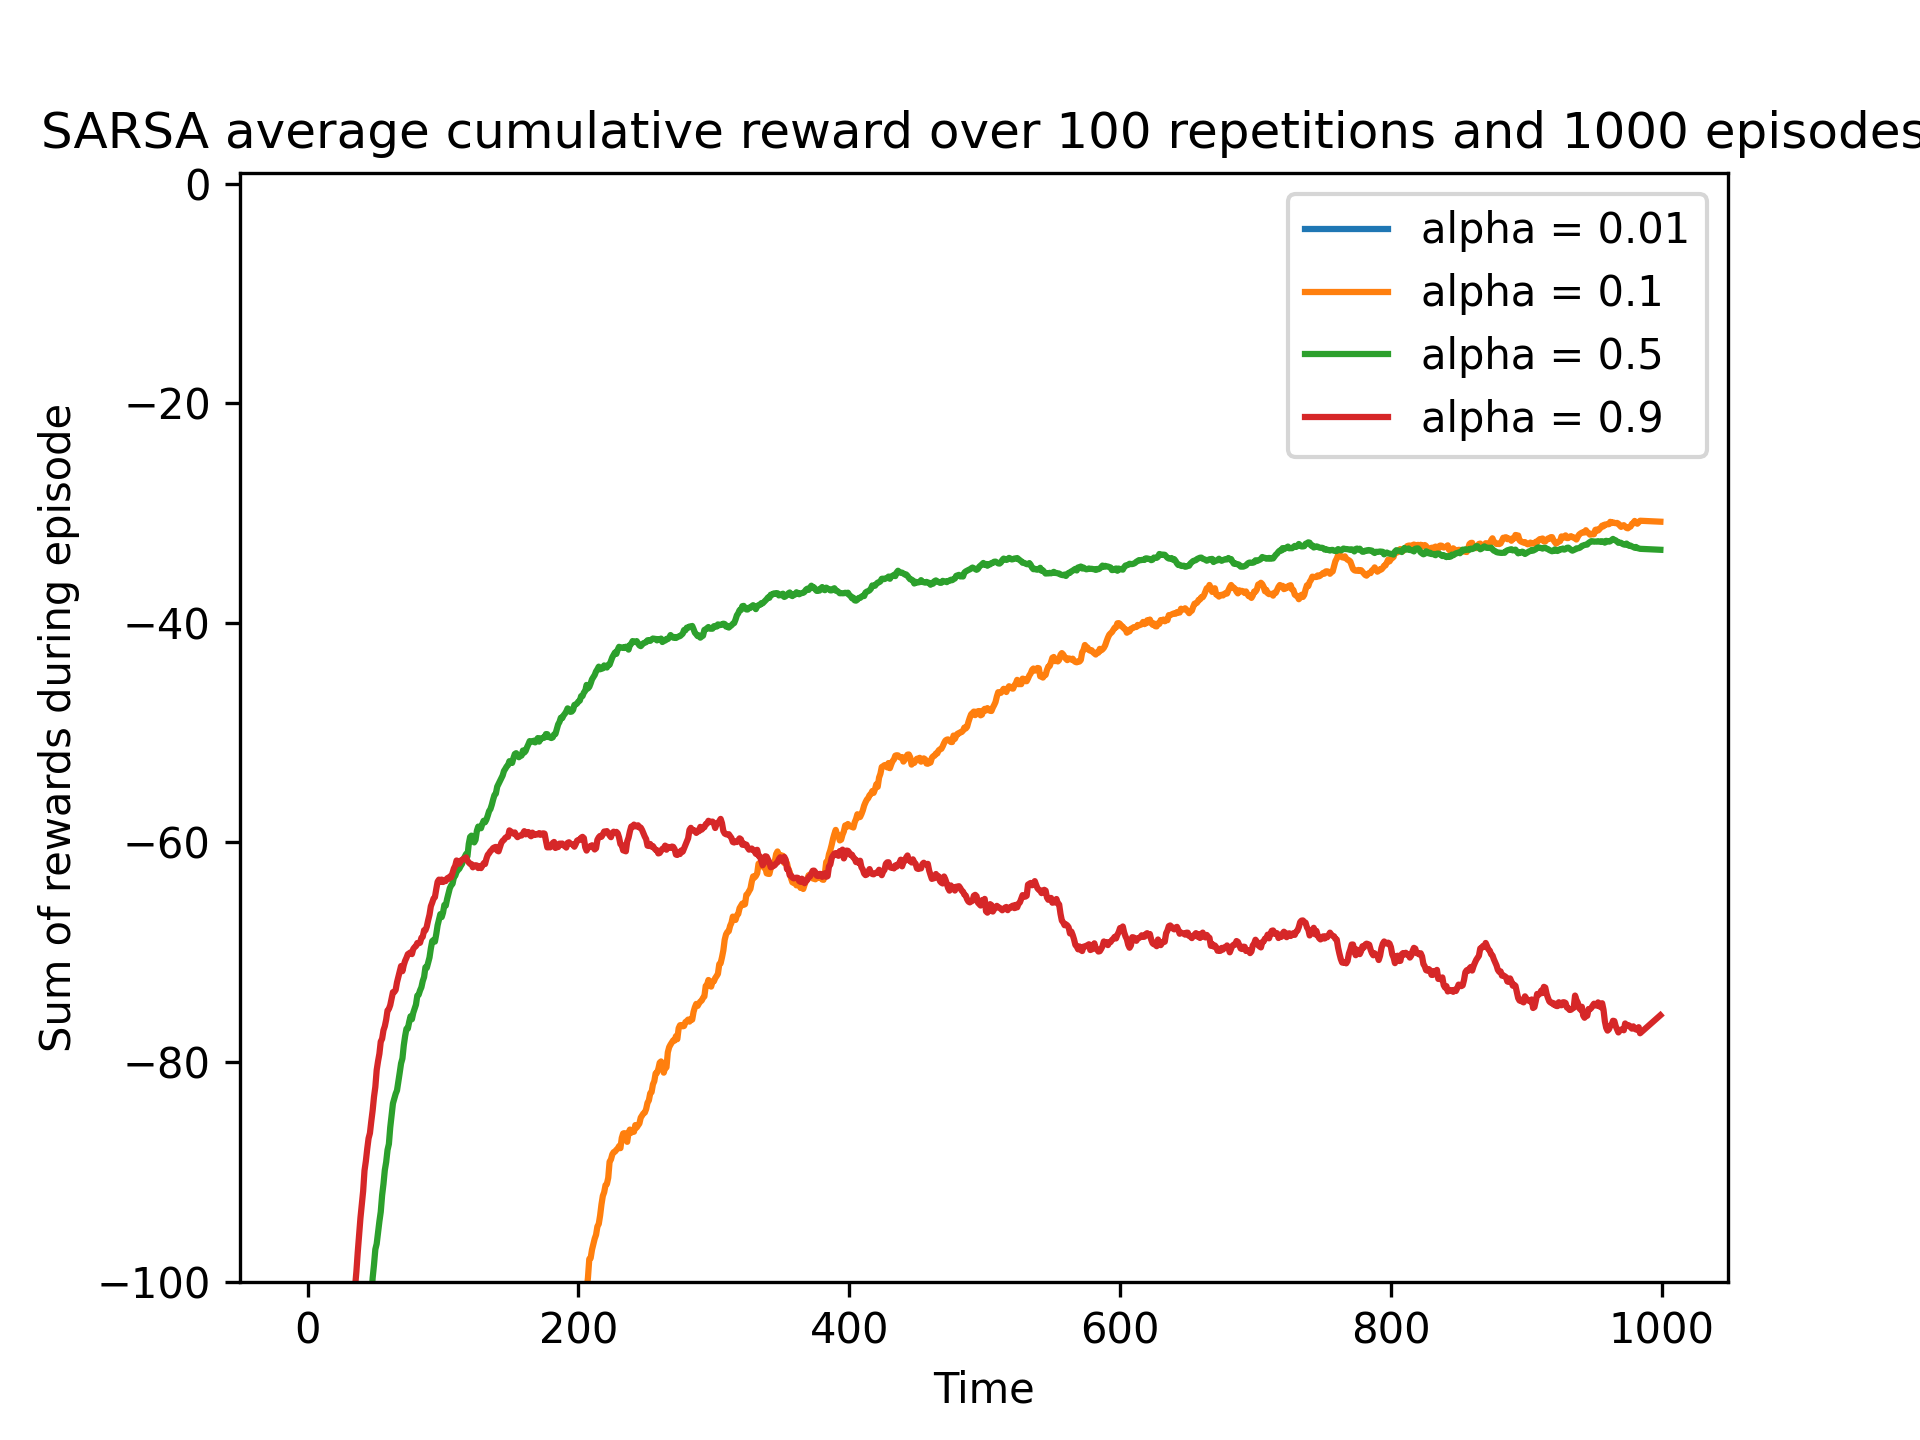 SARSA average cumulative reward over 100 repetitions and 1000 episodes
0
−20
−40
−60
−80
−100
Sum of rewards during episode
alpha = 0.01
alpha = 0.1
alpha = 0.5
alpha = 0.9
0 200 400 600 800 1000
Time